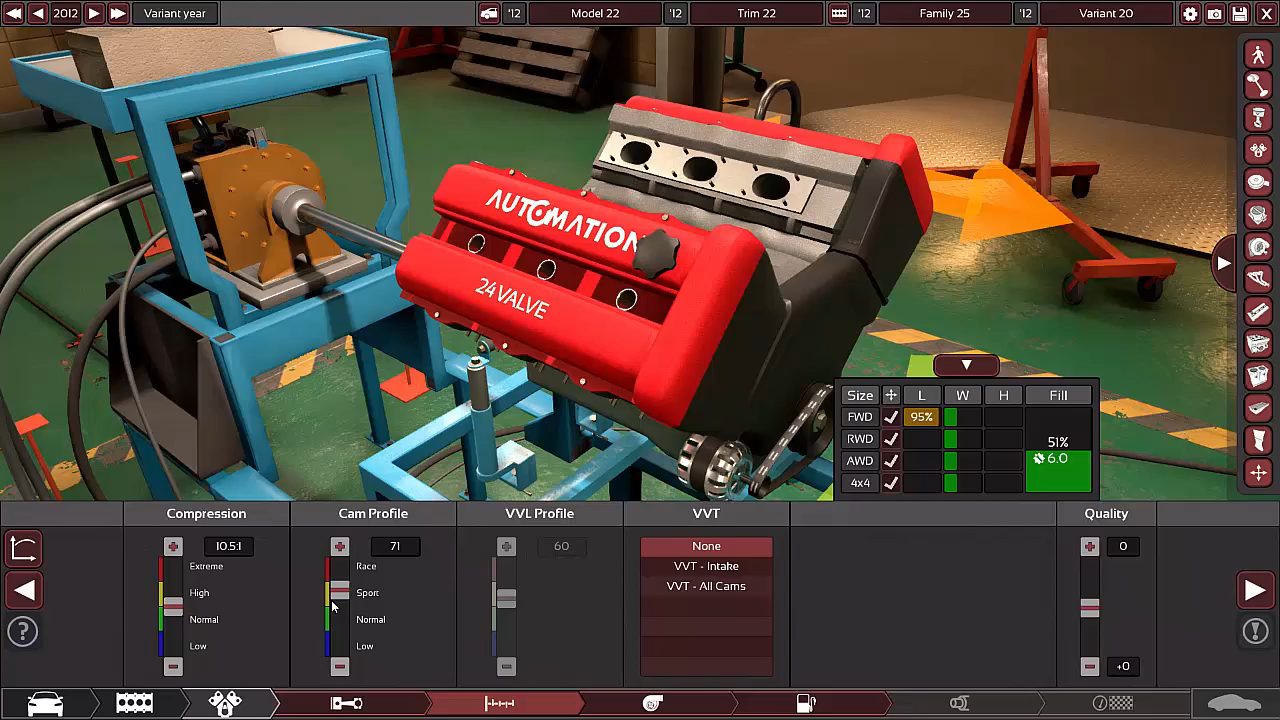 2012 Variant year '12 Model 22 '12 Trim 22 '12 Family 25 '12 Variant 20
AUTOMATION
24 VALVE
Size L W H Fill
FWD 95%
RWD 51%
AWD 6.0
4x4
Compression Cam Profile VVL Profile VVT Quality
10.5:1 71 60 None 0
Extreme Race VVT - Intake
High Sport VVT - All Cams
Normal Normal
Low Low
+0